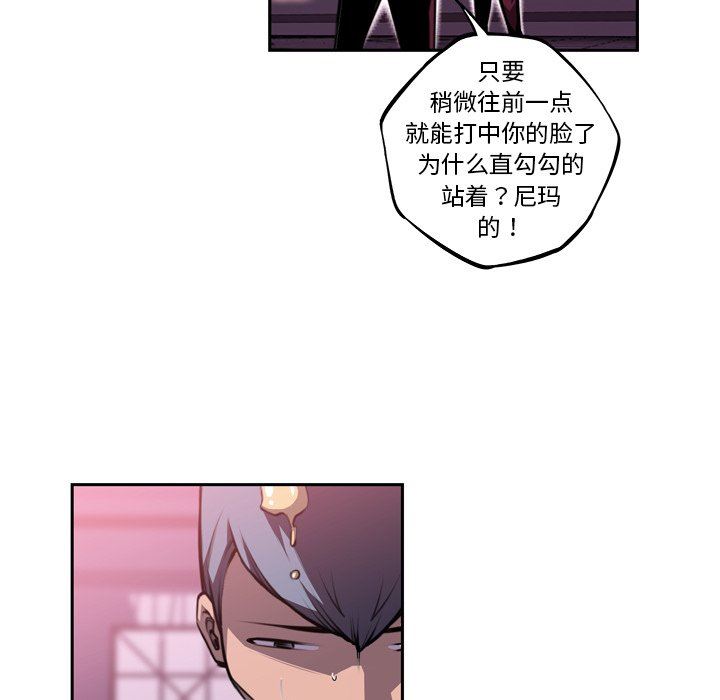 只要
稍微往前一点
就能打中你的脸了
为什么直勾勾的
站着？尼玛
的！